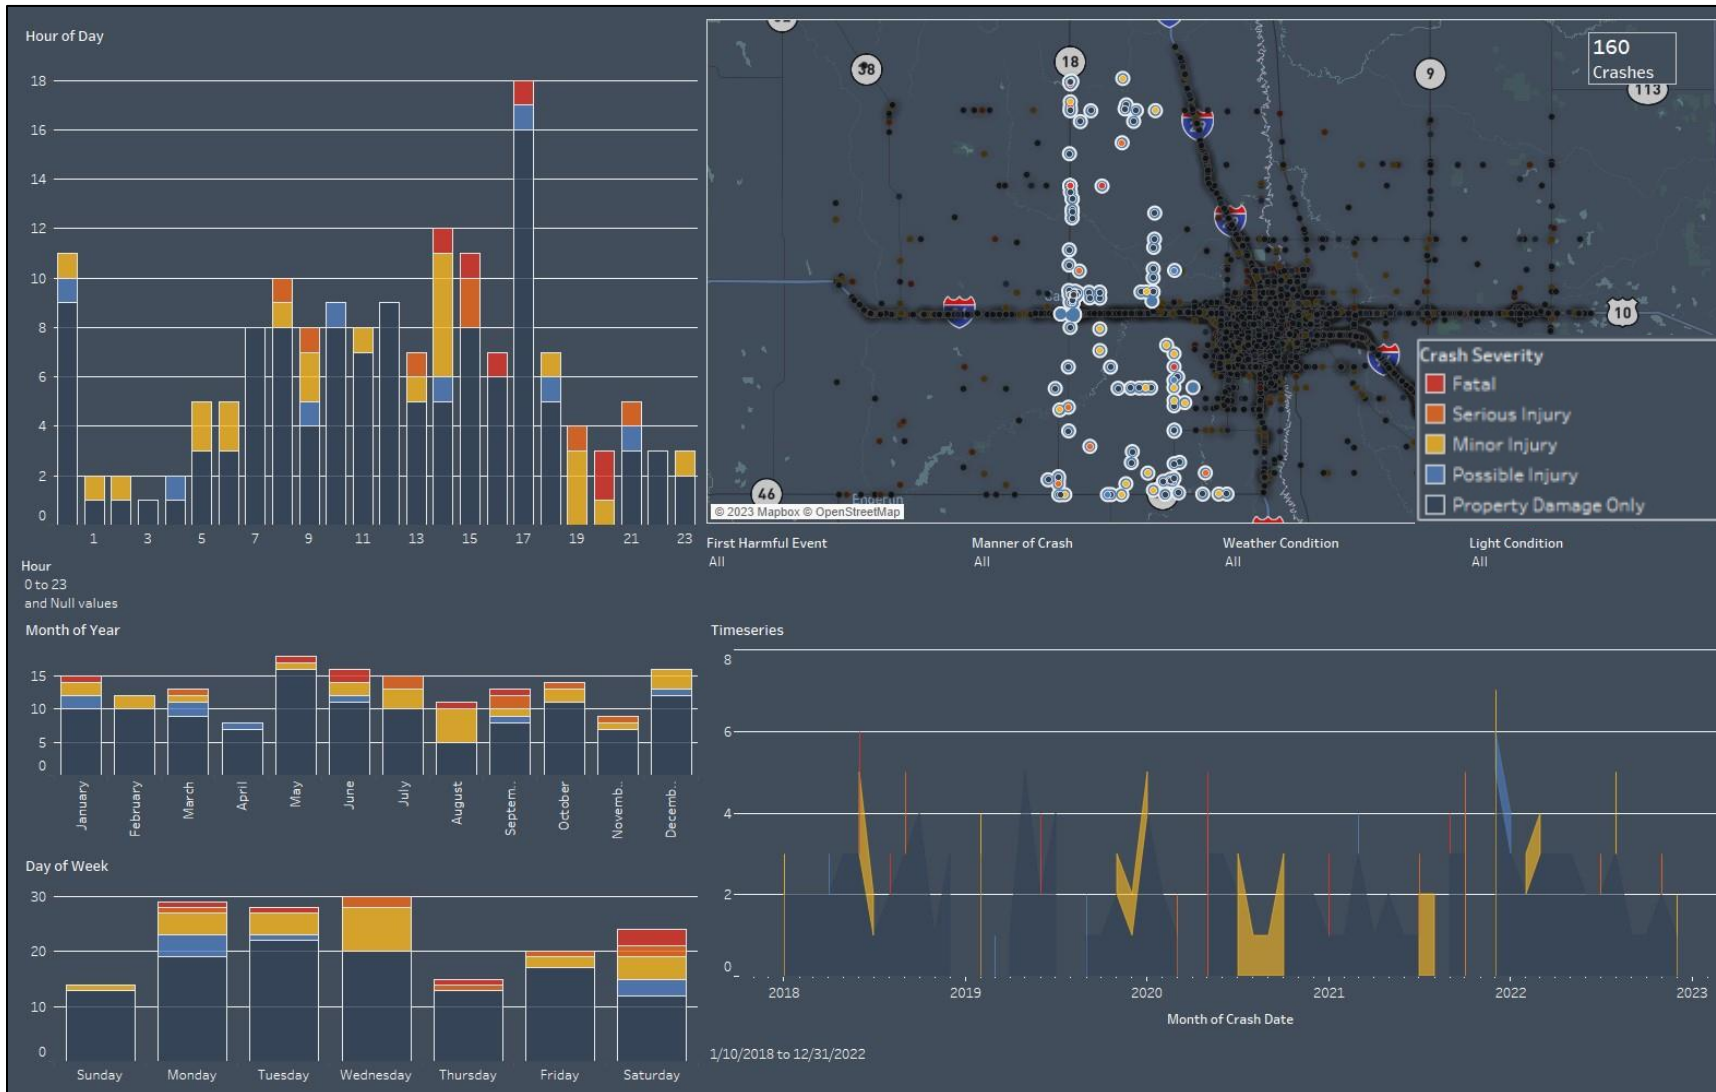 Hour of Day
18
16
14
12
10
8
6
4
2
0
1 3 5 7 9 11 13 15 17 19 21 23
Hour
0 to 23
and Null values
38
18
9
113
10
46
160
Crashes
Crash Severity
Fatal
Serious Injury
Minor Injury
Possible Injury
Property Damage Only
© 2023 Mapbox © OpenStreetMap
First Harmful Event
All
Manner of Crash
All
Weather Condition
All
Light Condition
All
Month of Year
15
10
5
0
January
February
March
April
May
June
July
August
Septem..
October
Novemb..
Decemb..
Day of Week
30
20
10
0
Sunday Monday Tuesday Wednesday Thursday Friday Saturday
Timeseries
8
6
4
2
0
2018 2019 2020 2021 2022 2023
Month of Crash Date
1/10/2018 to 12/31/2022